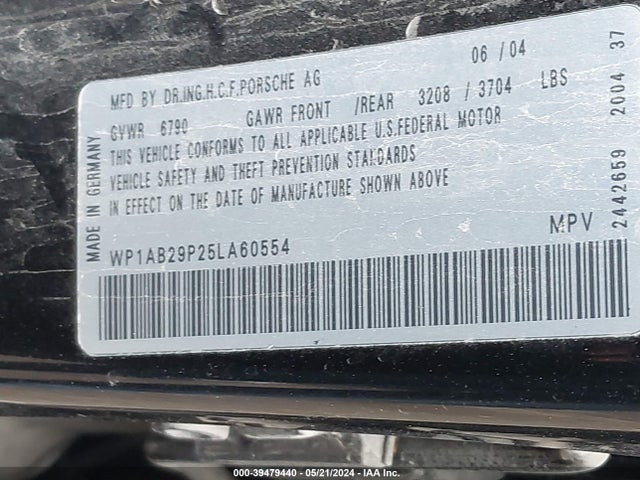 MFD BY DR.ING.H.C.F.PORSCHE AG 06 / 04
GVWR 6790 GAWR FRONT /REAR 3208 / 3704 LBS
THIS VEHICLE CONFORMS TO ALL APPLICABLE U.S.FEDERAL MOTOR
VEHICLE SAFETY AND THEFT PREVENTION STANDARDS
IN EFFECT ON THE DATE OF MANUFACTURE SHOWN ABOVE
WP1AB29P25LA60554 MPV
MADE IN GERMANY
2442659 2004 37
000-39479440 - 05/21/2024 - IAA Inc.